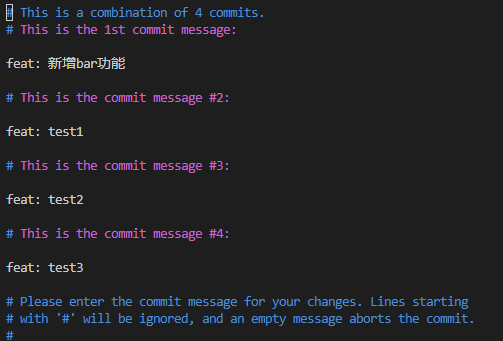 # This is a combination of 4 commits.
# This is the 1st commit message:
feat: 新增bar功能
# This is the commit message #2:
feat: test1
# This is the commit message #3:
feat: test2
# This is the commit message #4:
feat: test3
# Please enter the commit message for your changes. Lines starting
# with '#' will be ignored, and an empty message aborts the commit.
#